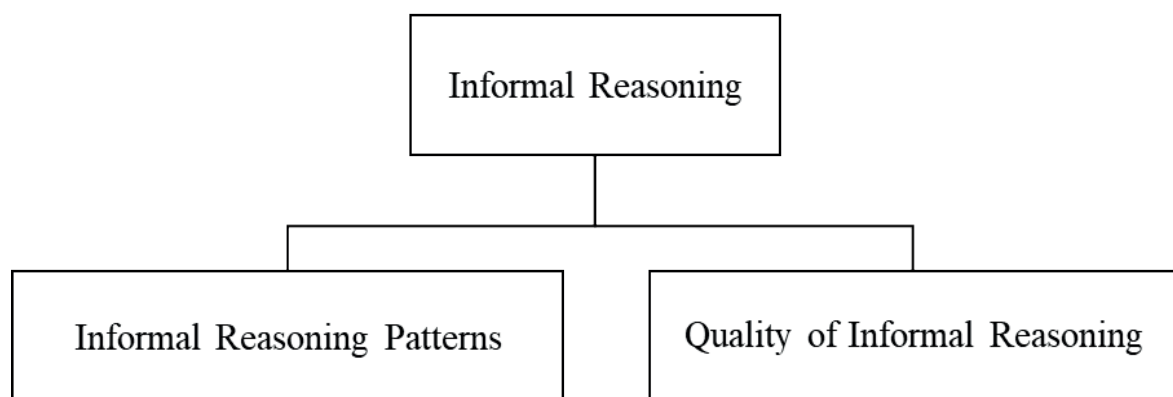 Informal Reasoning
Informal Reasoning Patterns
Quality of Informal Reasoning